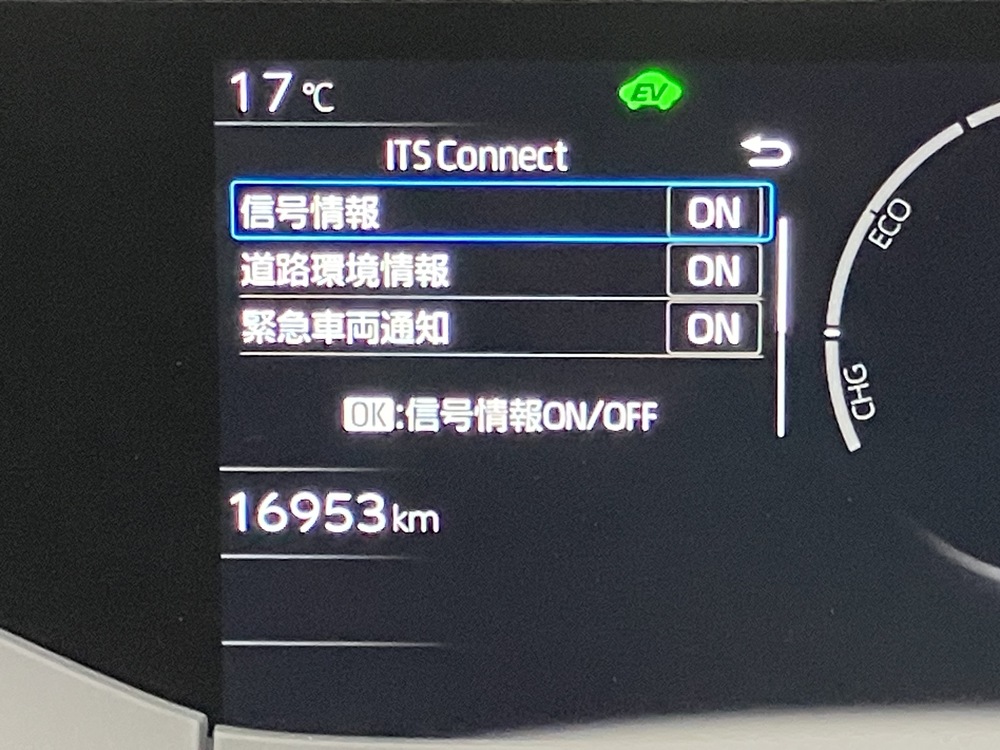 17℃
EV
ITS Connect
信号情報 ON
道路環境情報 ON
緊急車両通知 ON
OK:信号情報ON/OFF
16953km
ECO
CHG